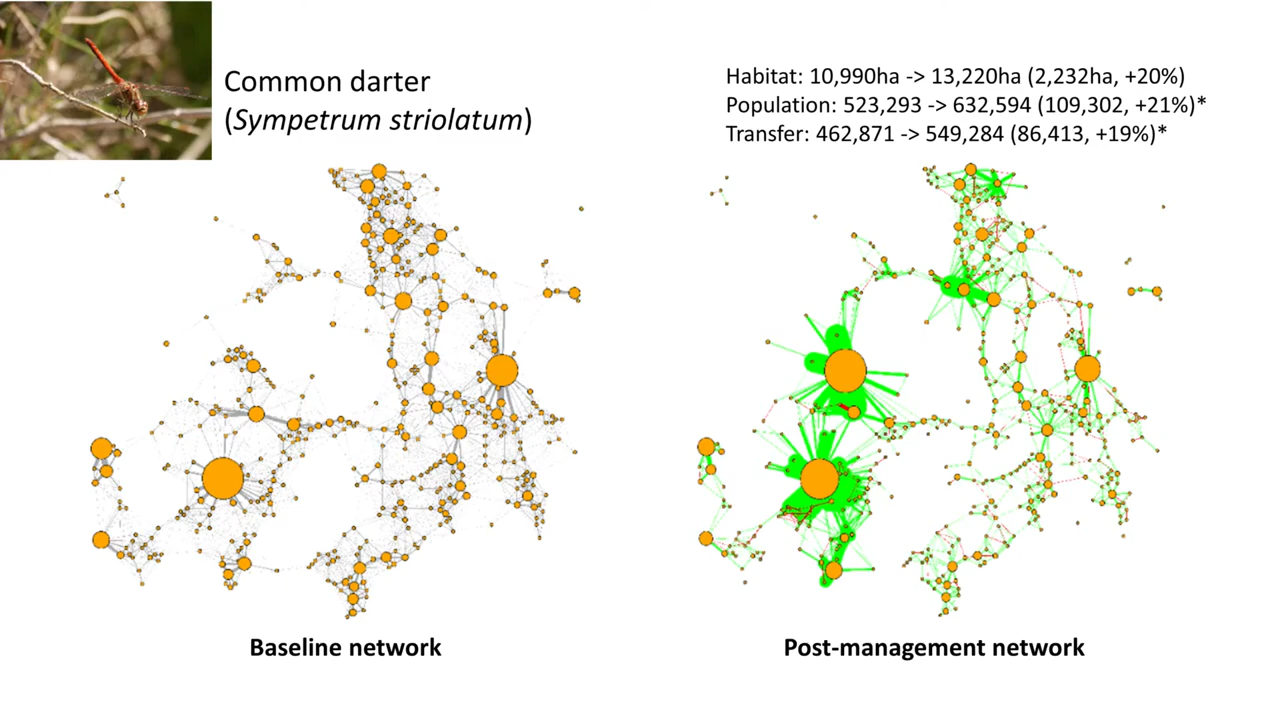 Common darter
(Sympetrum striolatum)
Habitat: 10,990ha -> 13,220ha (2,232ha, +20%)
Population: 523,293 -> 632,594 (109,302, +21%)*
Transfer: 462,871 -> 549,284 (86,413, +19%)*
Baseline network
Post-management network